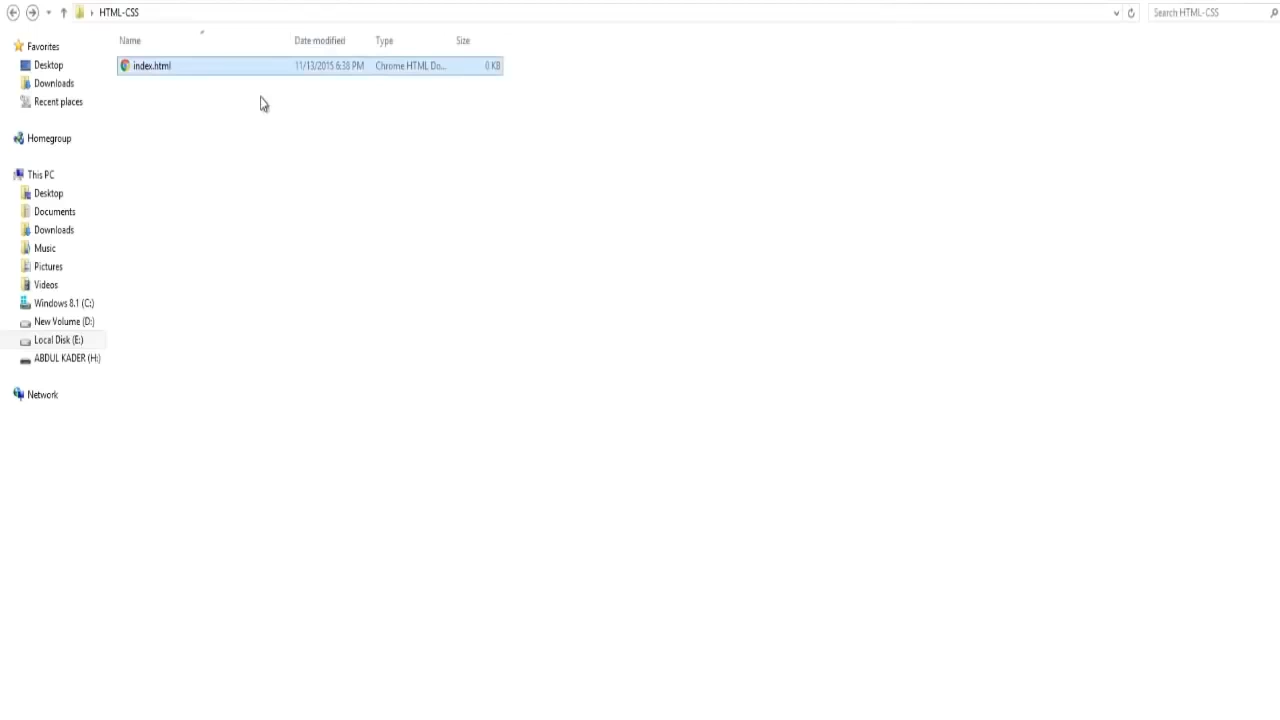 HTML-CSS
Search HTML-CSS
Name Date modified Type Size
index.html 11/13/2015 6:38 PM Chrome HTML Do... 0 KB
Favorites
Desktop
Downloads
Recent places
Homegroup
This PC
Desktop
Documents
Downloads
Music
Pictures
Videos
Windows 8.1 (C:)
New Volume (D:)
Local Disk (E:)
ABDUL KADER (H:)
Network